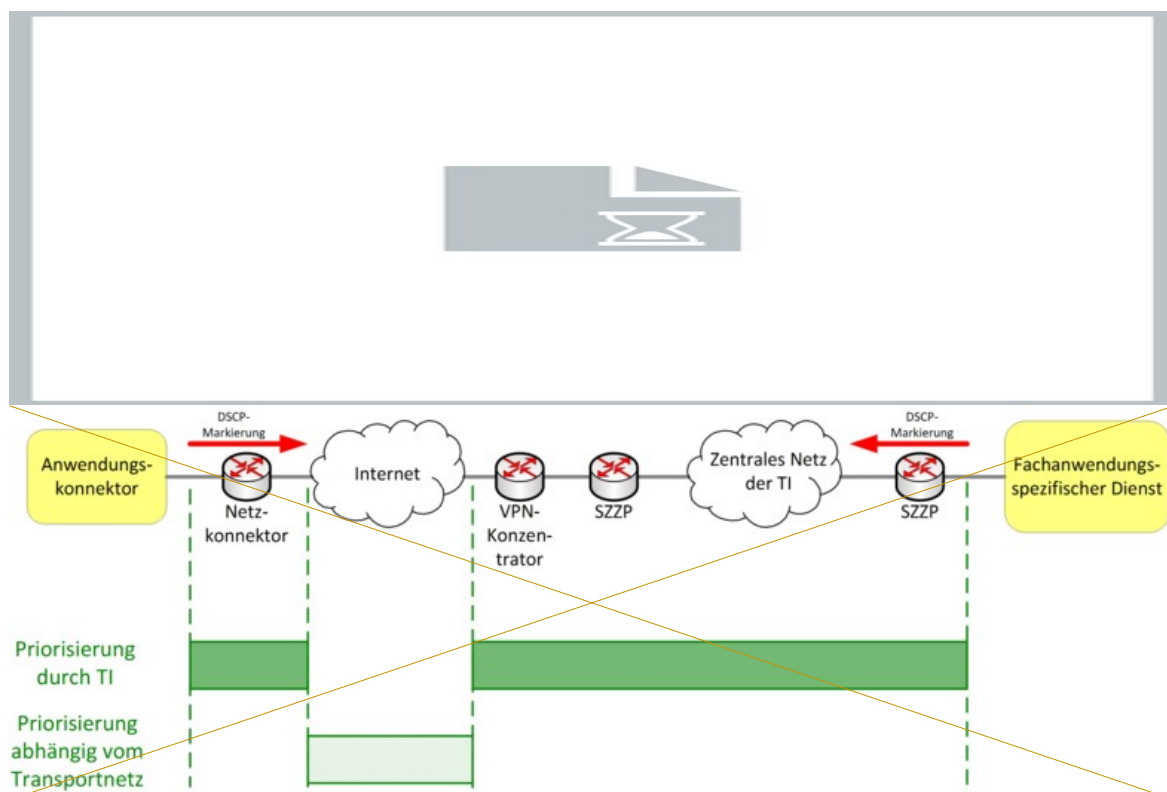 DSCP-
Markierung
DSCP-
Markierung
Anwendungs-
konnektor
Internet
Zentrales Netz
der TI
Fachanwendungs-
spezifischer Dienst
Netz-
konnektor
VPN-
Konzen-
trator
SZZP
SZZP
Priorisierung
durch TI
Priorisierung
abhängig vom
Transportnetz